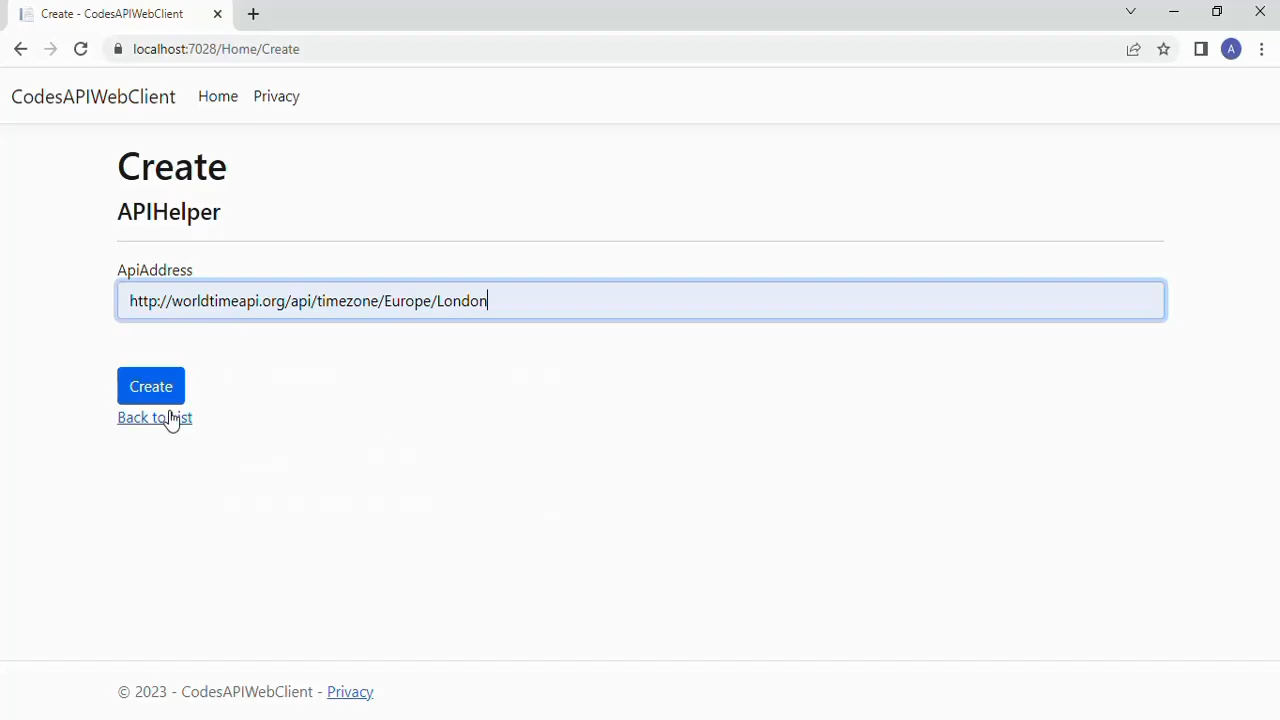 Create - CodesAPIWebClient
localhost:7028/Home/Create
A
CodesAPIWebClient Home Privacy
Create
APIHelper
ApiAddress
http://worldtimeapi.org/api/timezone/Europe/London
Create
Back to List
© 2023 - CodesAPIWebClient - Privacy